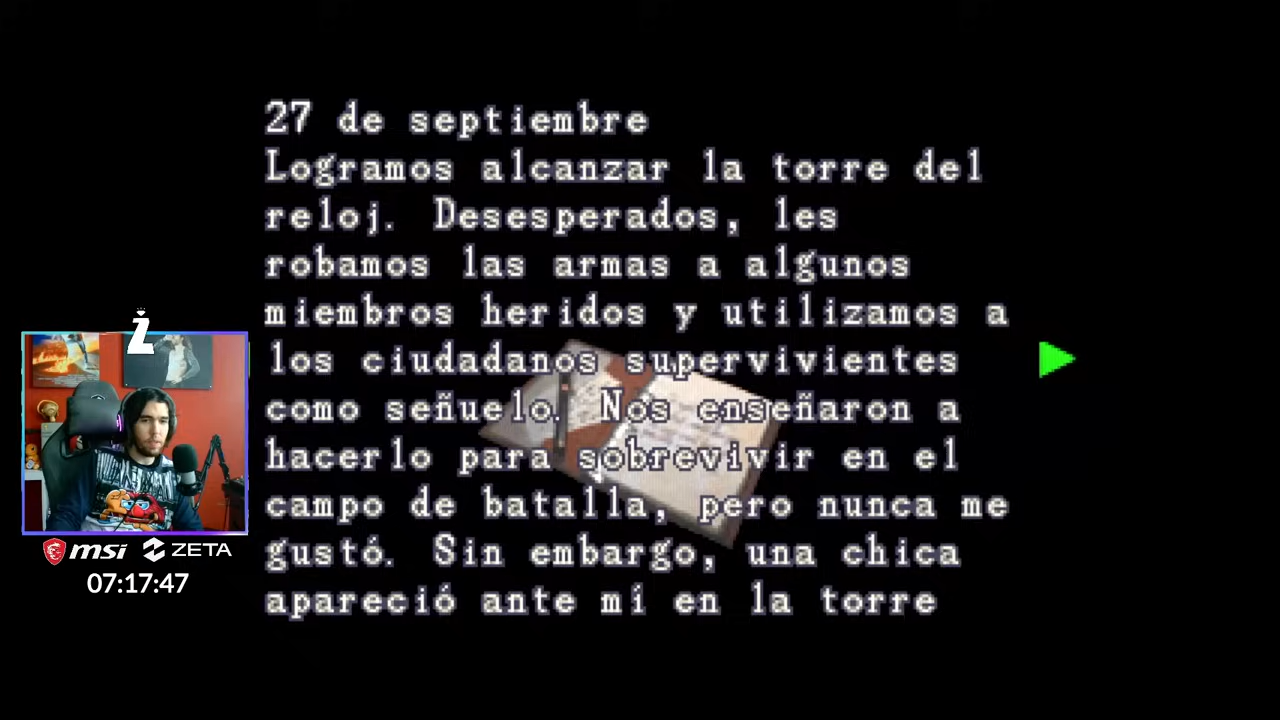 27 de septiembre
Logramos alcanzar la torre del
reloj. Desesperados, les
robamos las armas a algunos
miembros heridos y utilizamos a
los ciudadanos supervivientes
como señuelo. Nos enseñaron a
hacerlo para sobrevivir en el
campo de batalla, pero nunca me
gustó. Sin embargo, una chica
apareció ante mí en la torre
msi ZETA
07:17:47